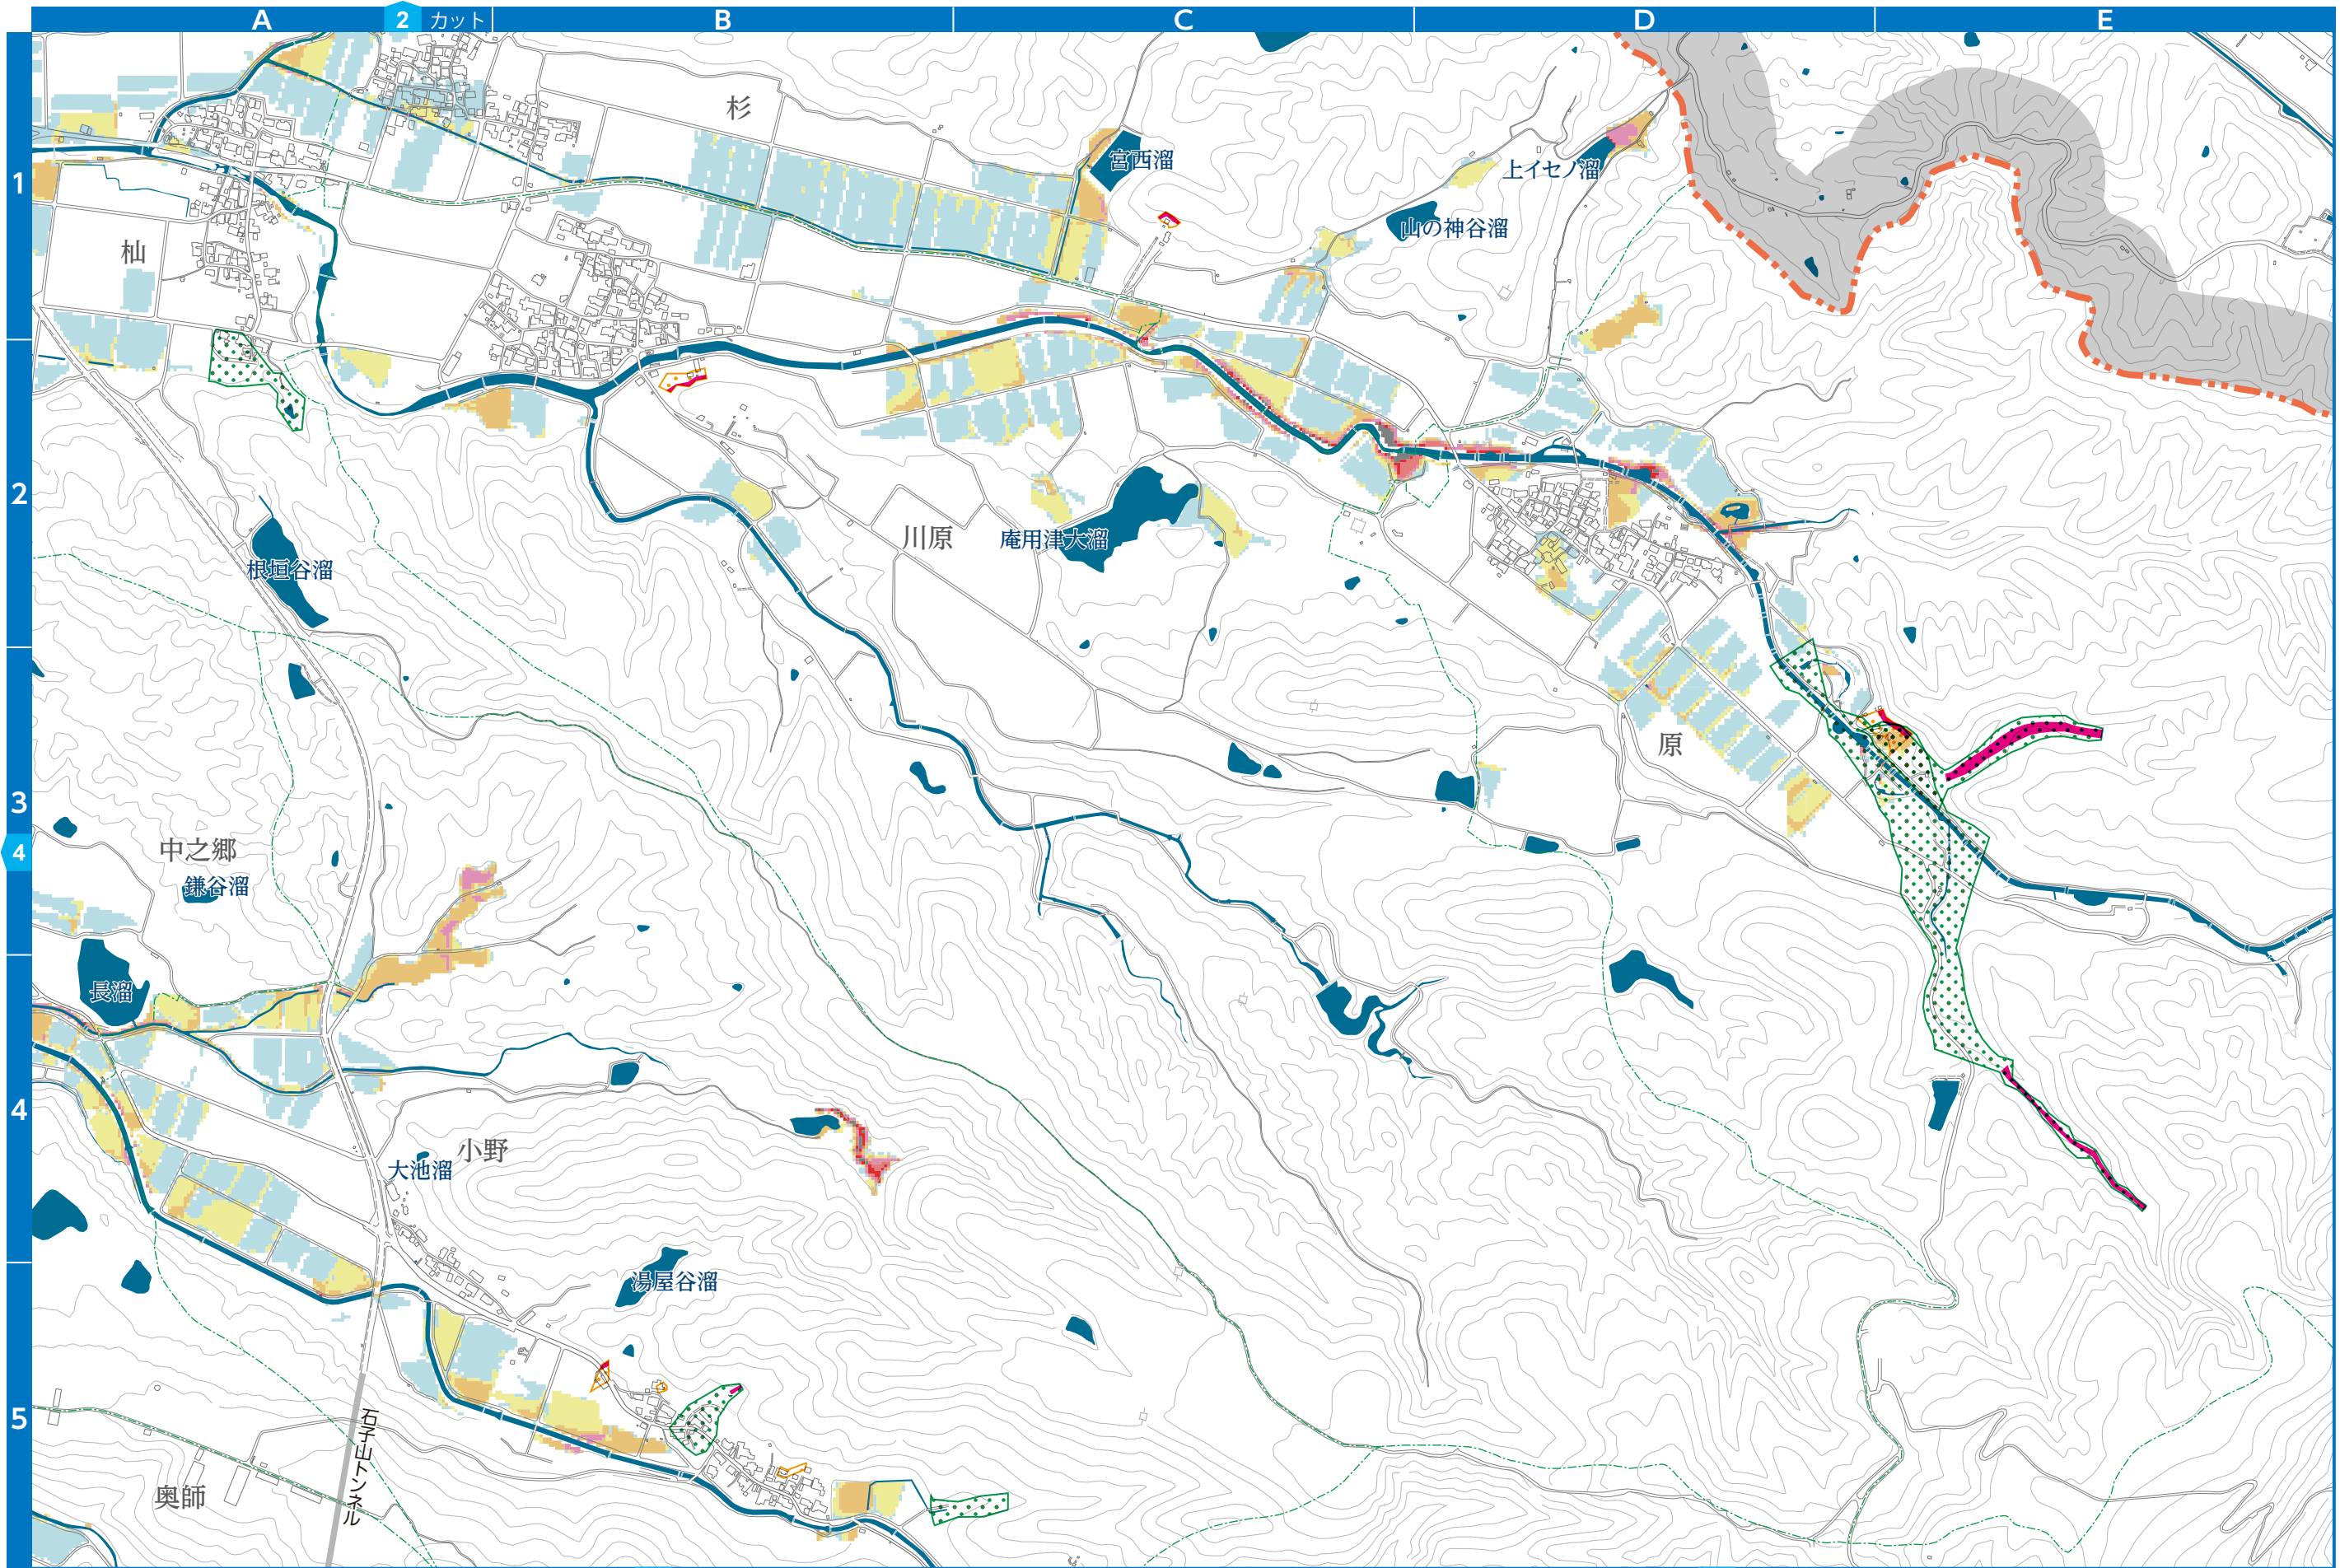 A
2
カット
B
C
D
E
1
2
3
4
4
5
杉
宮西溜
上イセノ溜
山の神谷溜
杣
川原
庵用津大溜
根垣谷溜
原
中之郷
鎌谷溜
長溜
小野
大池溜
湯屋谷溜
石子山トンネル
奥師